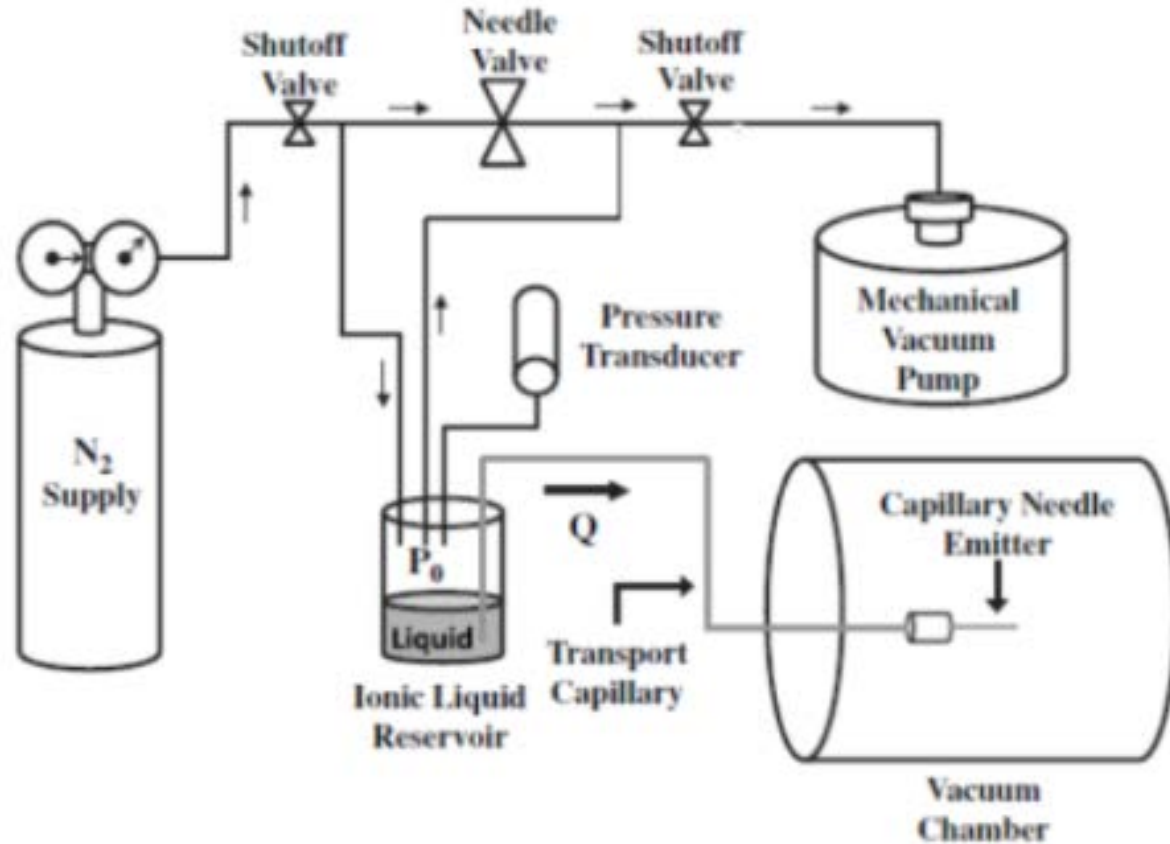 Shutoff
Valve
Needle
Valve
Shutoff
Valve
Pressure
Transducer
Mechanical
Vacuum
Pump
N₂
Supply
P₀
Liquid
Q
Ionic Liquid
Reservoir
Transport
Capillary
Capillary Needle
Emitter
Vacuum
Chamber